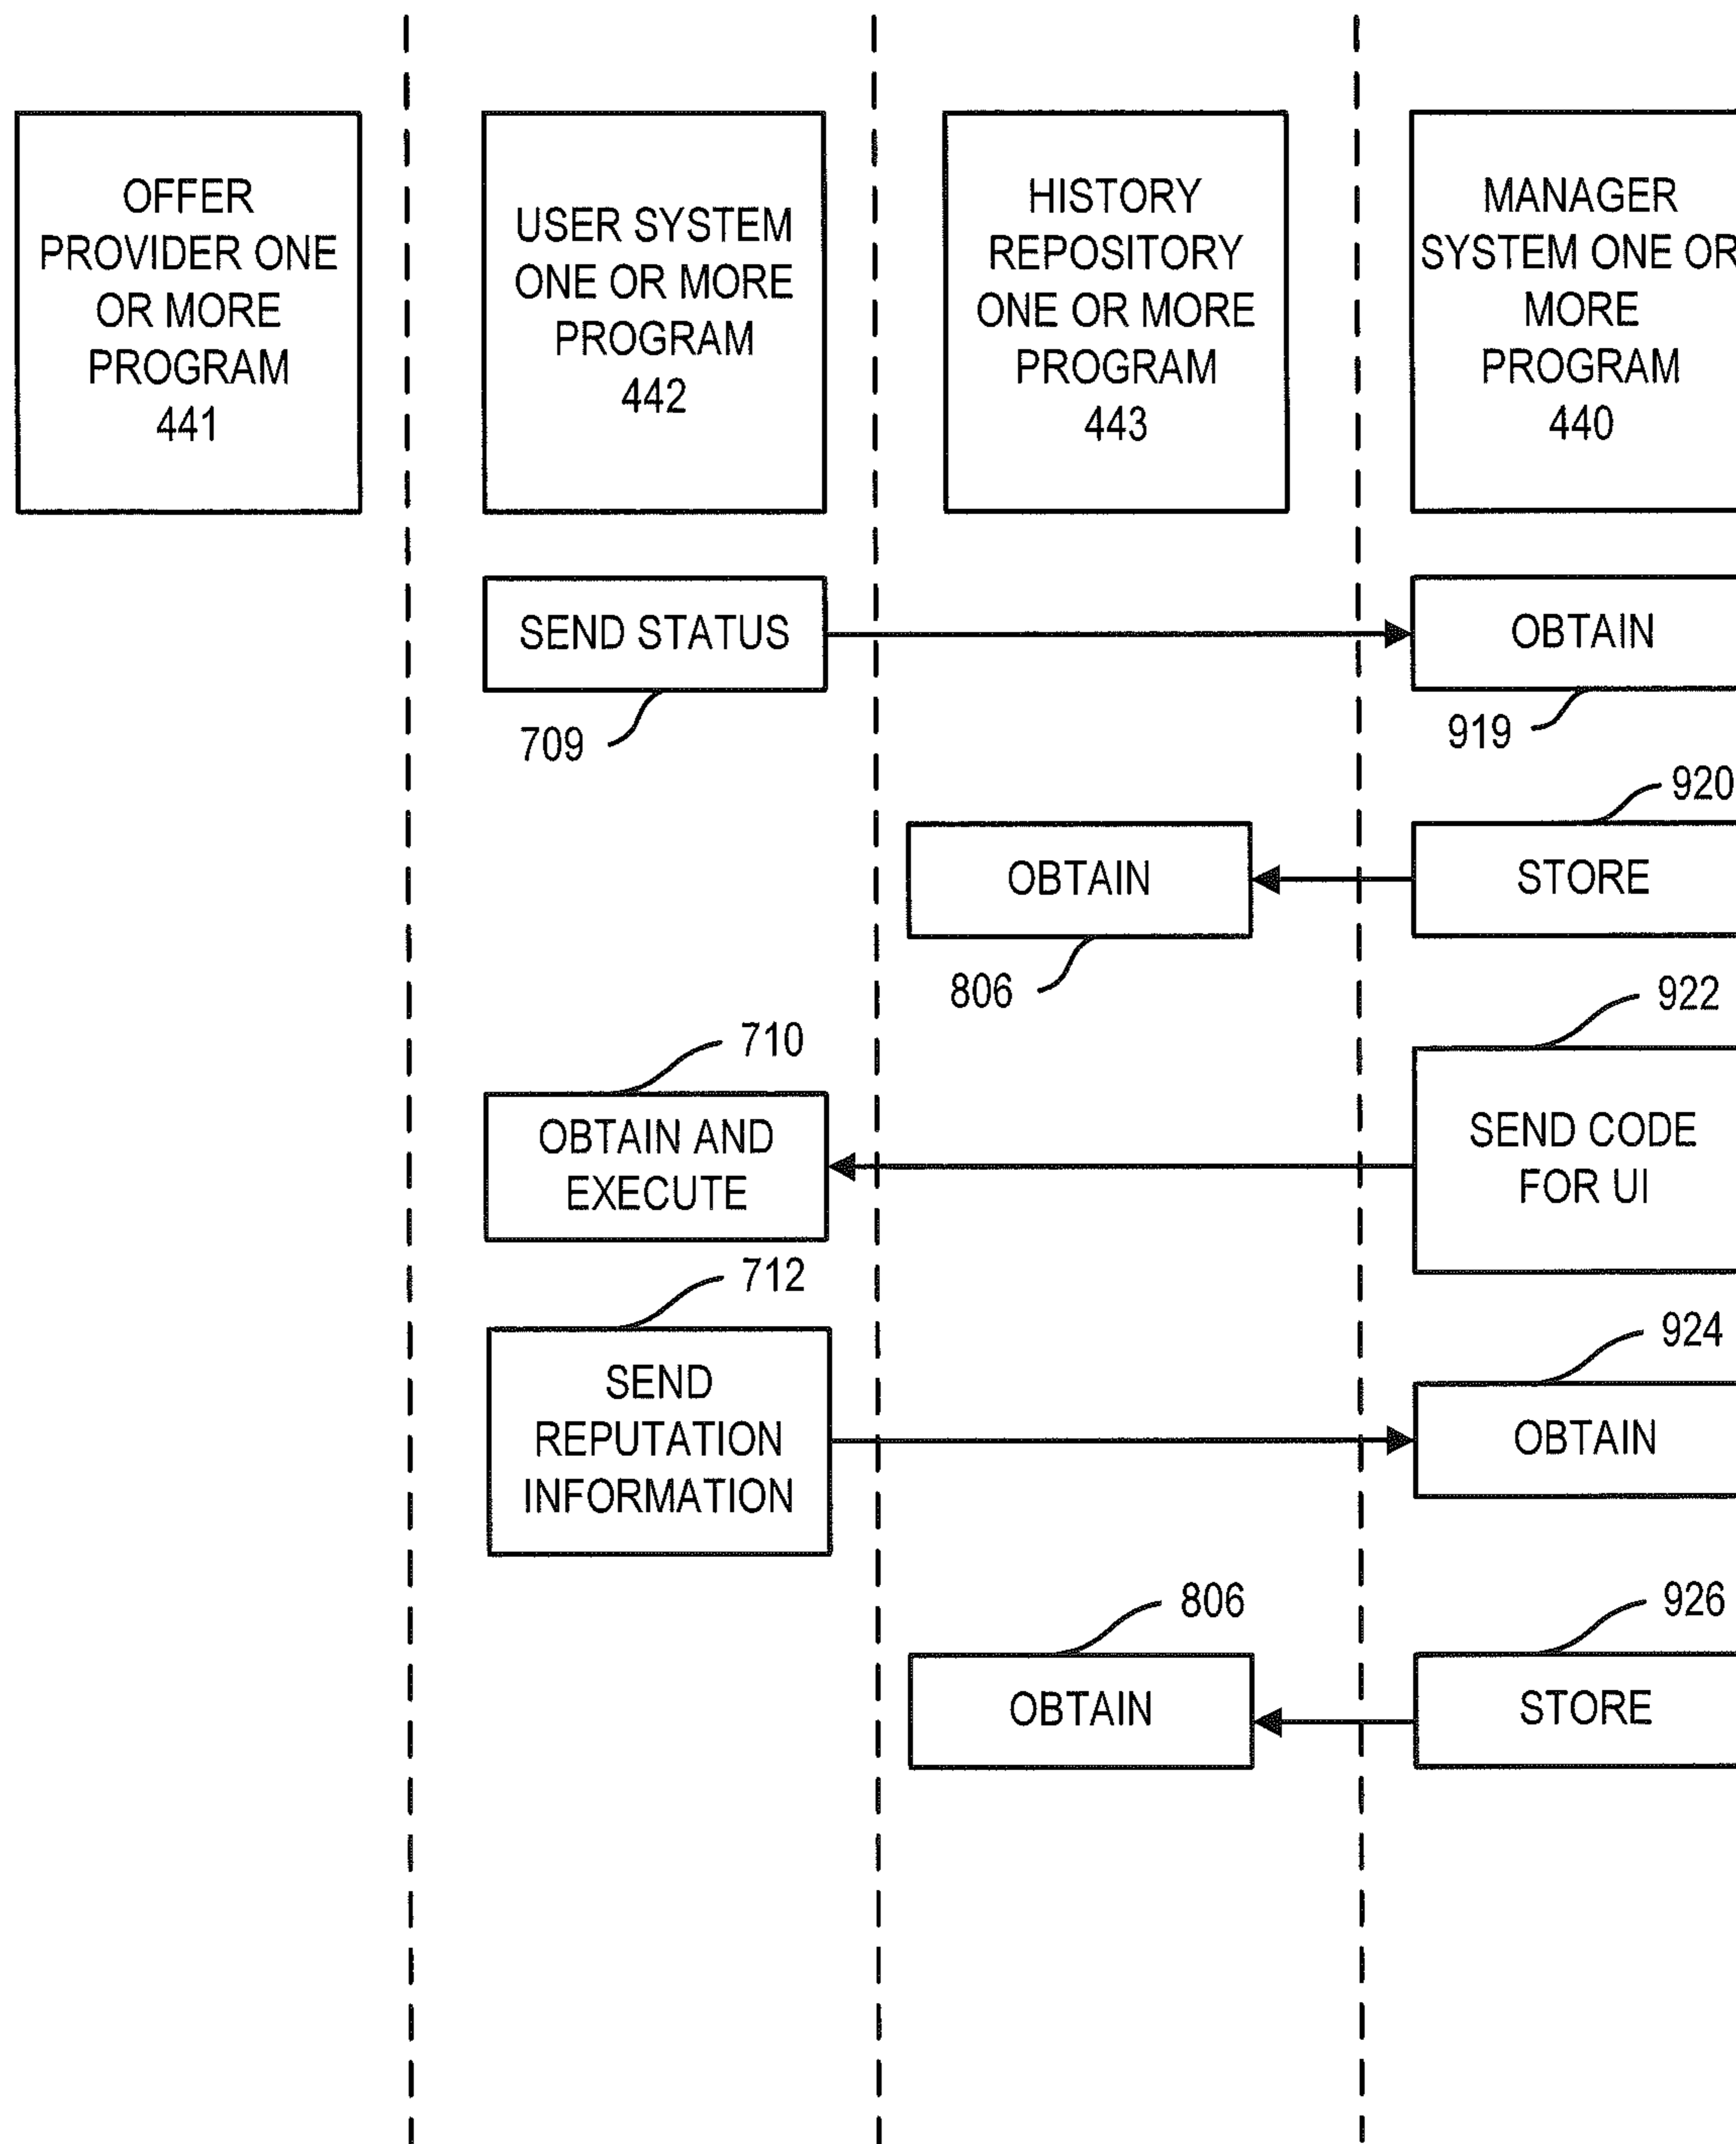 OFFER
PROVIDER ONE
OR MORE
PROGRAM
441
USER SYSTEM
ONE OR MORE
PROGRAM
442
HISTORY
REPOSITORY
ONE OR MORE
PROGRAM
443
MANAGER
SYSTEM ONE OR
MORE
PROGRAM
440
SEND STATUS
OBTAIN
709
919
920
OBTAIN
STORE
806
922
710
OBTAIN AND
EXECUTE
SEND CODE
FOR UI
712
924
SEND
REPUTATION
INFORMATION
OBTAIN
806
926
OBTAIN
STORE